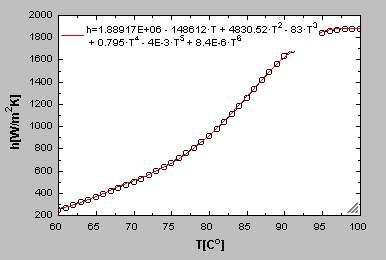 h=1.88917E+06 - 148612·T + 4830.52·T² - 83·T³
+ 0.795·T⁴ - 4E-3·T⁵ + 8.4E-6·T⁶
2000
1800
1600
1400
1200
1000
800
600
400
200
h[W/m²K]
60 65 70 75 80 85 90 95 100
T[C°]